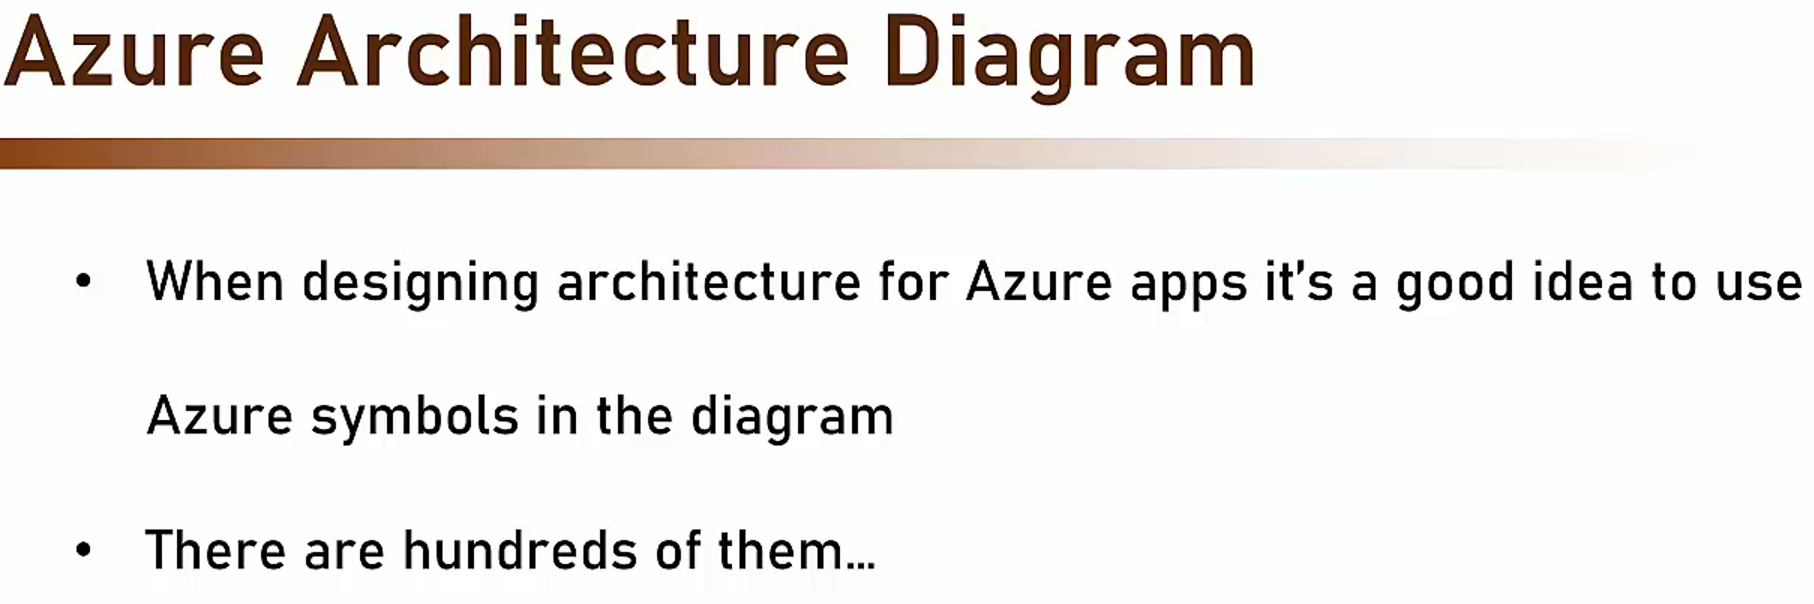 Azure Architecture Diagram
• When designing architecture for Azure apps it's a good idea to use
Azure symbols in the diagram
• There are hundreds of them…